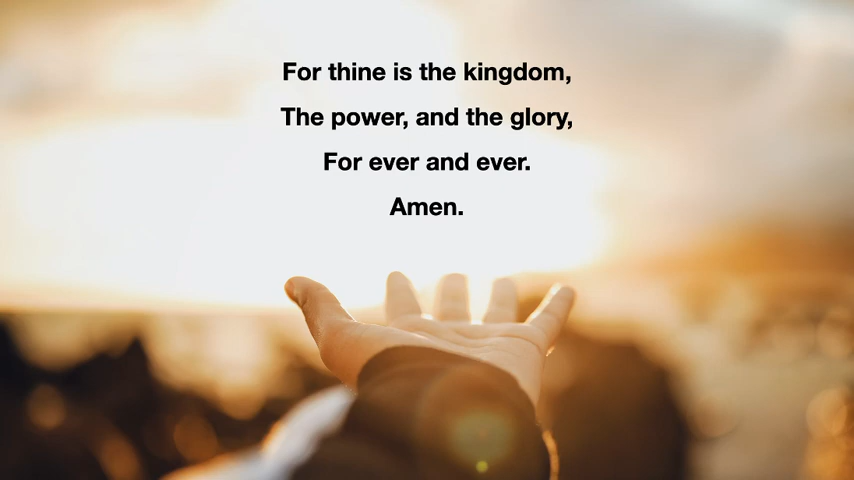 For thine is the kingdom,
The power, and the glory,
For ever and ever.
Amen.